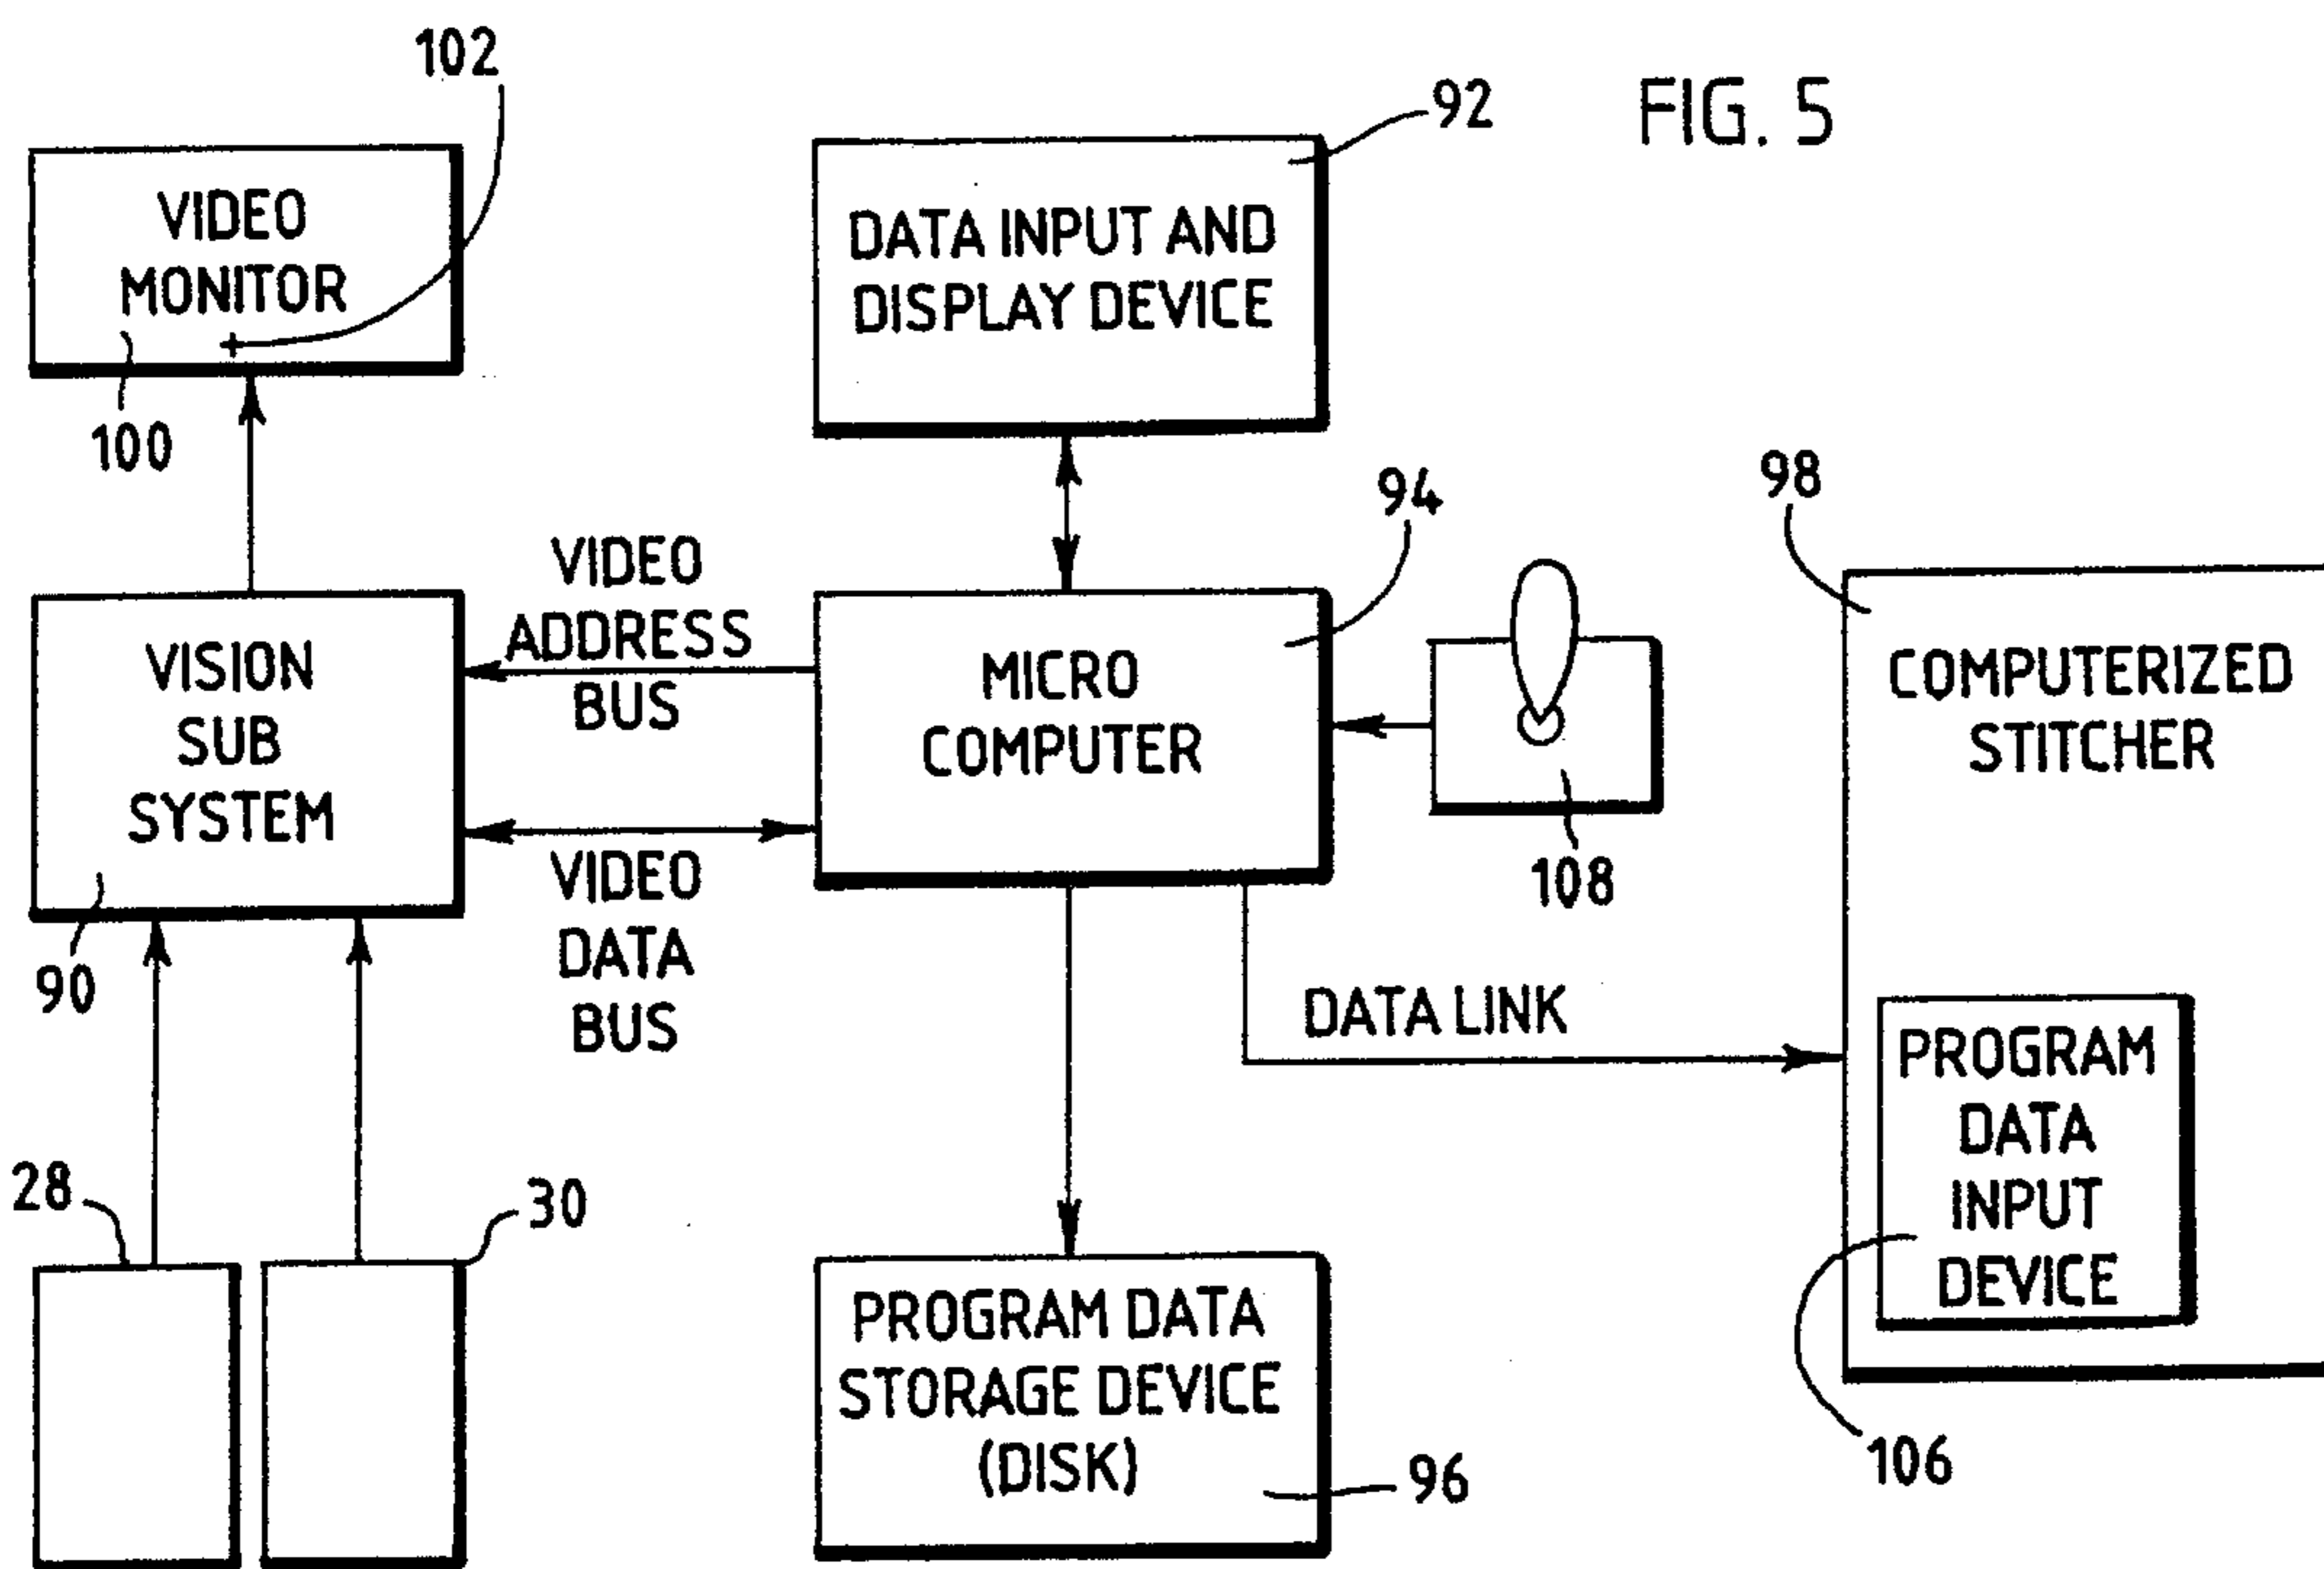 FIG. 5
102
92
VIDEO
MONITOR
+
100
DATA INPUT AND
DISPLAY DEVICE
94
98
VIDEO
ADDRESS
BUS
VISION
SUB
SYSTEM
90
MICRO
COMPUTER
108
COMPUTERIZED
STITCHER
VIDEO
DATA
BUS
DATA LINK
PROGRAM
DATA
INPUT
DEVICE
106
28
30
PROGRAM DATA
STORAGE DEVICE
(DISK)
96